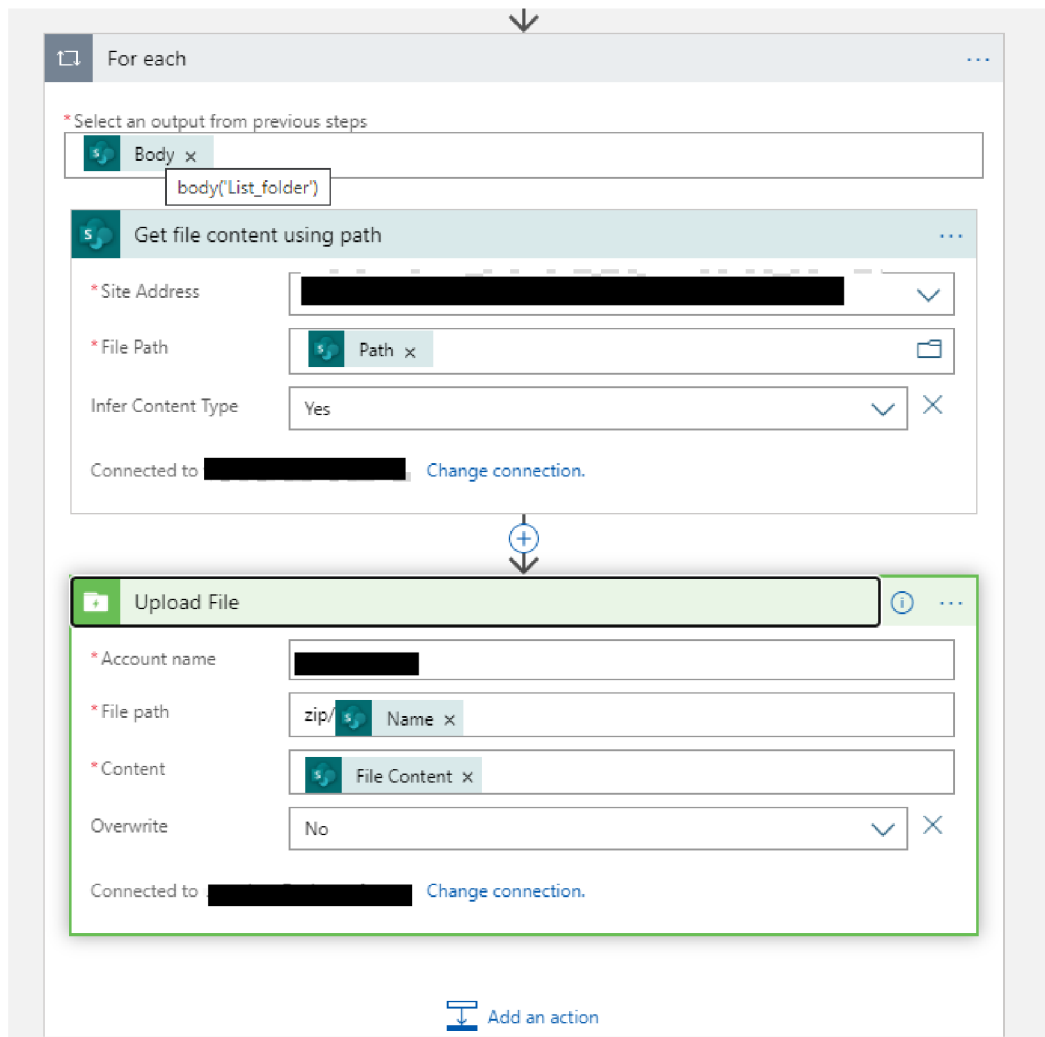 For each
...
*Select an output from previous steps
Body ×
body('List_folder')
Get file content using path
...
*Site Address
*File Path
Path ×
Infer Content Type
Yes
Connected to
Change connection.
Upload File
...
*Account name
*File path
zip/ Name ×
*Content
File Content ×
Overwrite
No
Connected to
Change connection.
Add an action